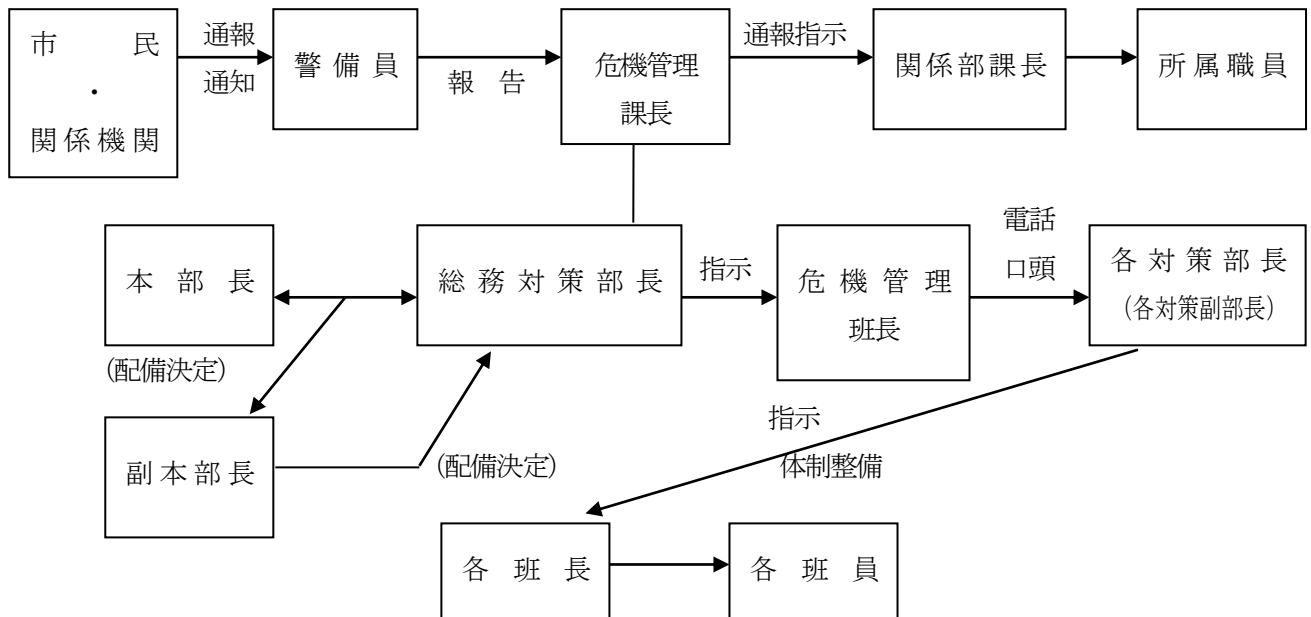 市民
・
関係機関
通報
通知
警備員
報告
危機管理
課長
通報指示
関係部課長
所属職員
本部長
総務対策部長
指示
危機管理
班長
電話
口頭
各対策部長
(各対策副部長)
(配備決定)
副本部長
(配備決定)
指示
体制整備
各班長
各班員